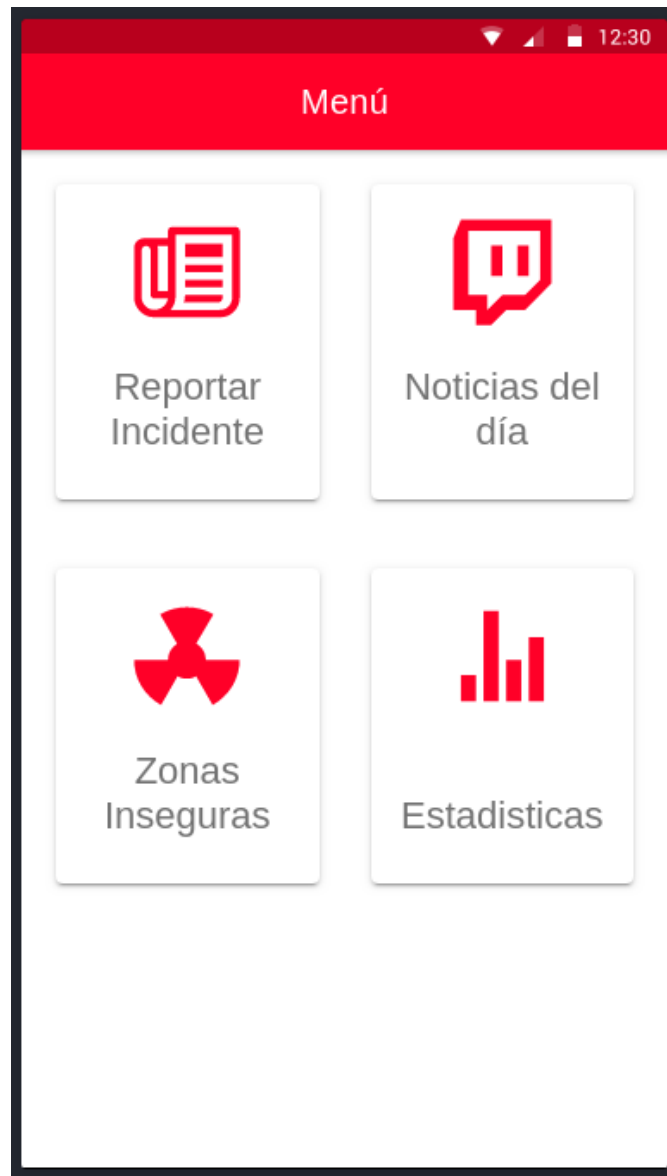 12:30
Menú
Reportar
Incidente
Noticias del
día
Zonas
Inseguras
Estadisticas